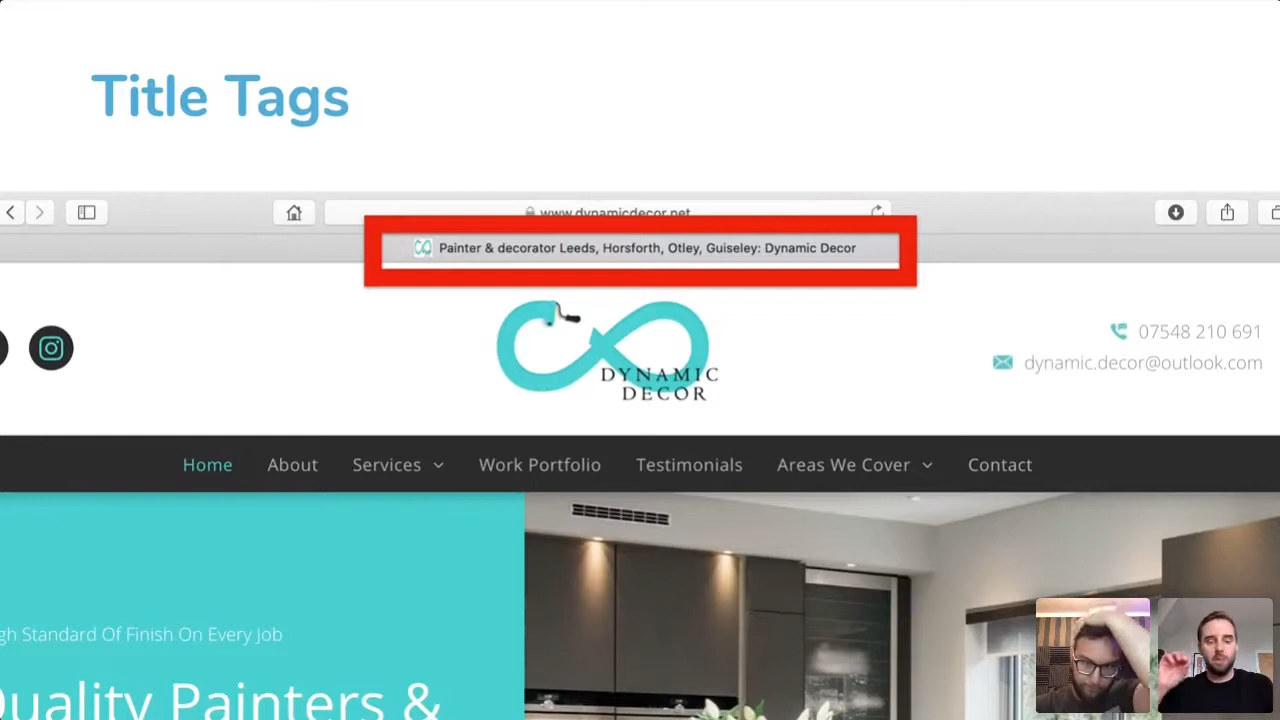 Title Tags
www.dynamicdecor.net
Painter & decorator Leeds, Horsforth, Otley, Guiseley: Dynamic Decor
DYNAMIC
DECOR
07548 210 691
dynamic.decor@outlook.com
Home About Services Work Portfolio Testimonials Areas We Cover Contact
Standard Of Finish On Every Job
Painters &